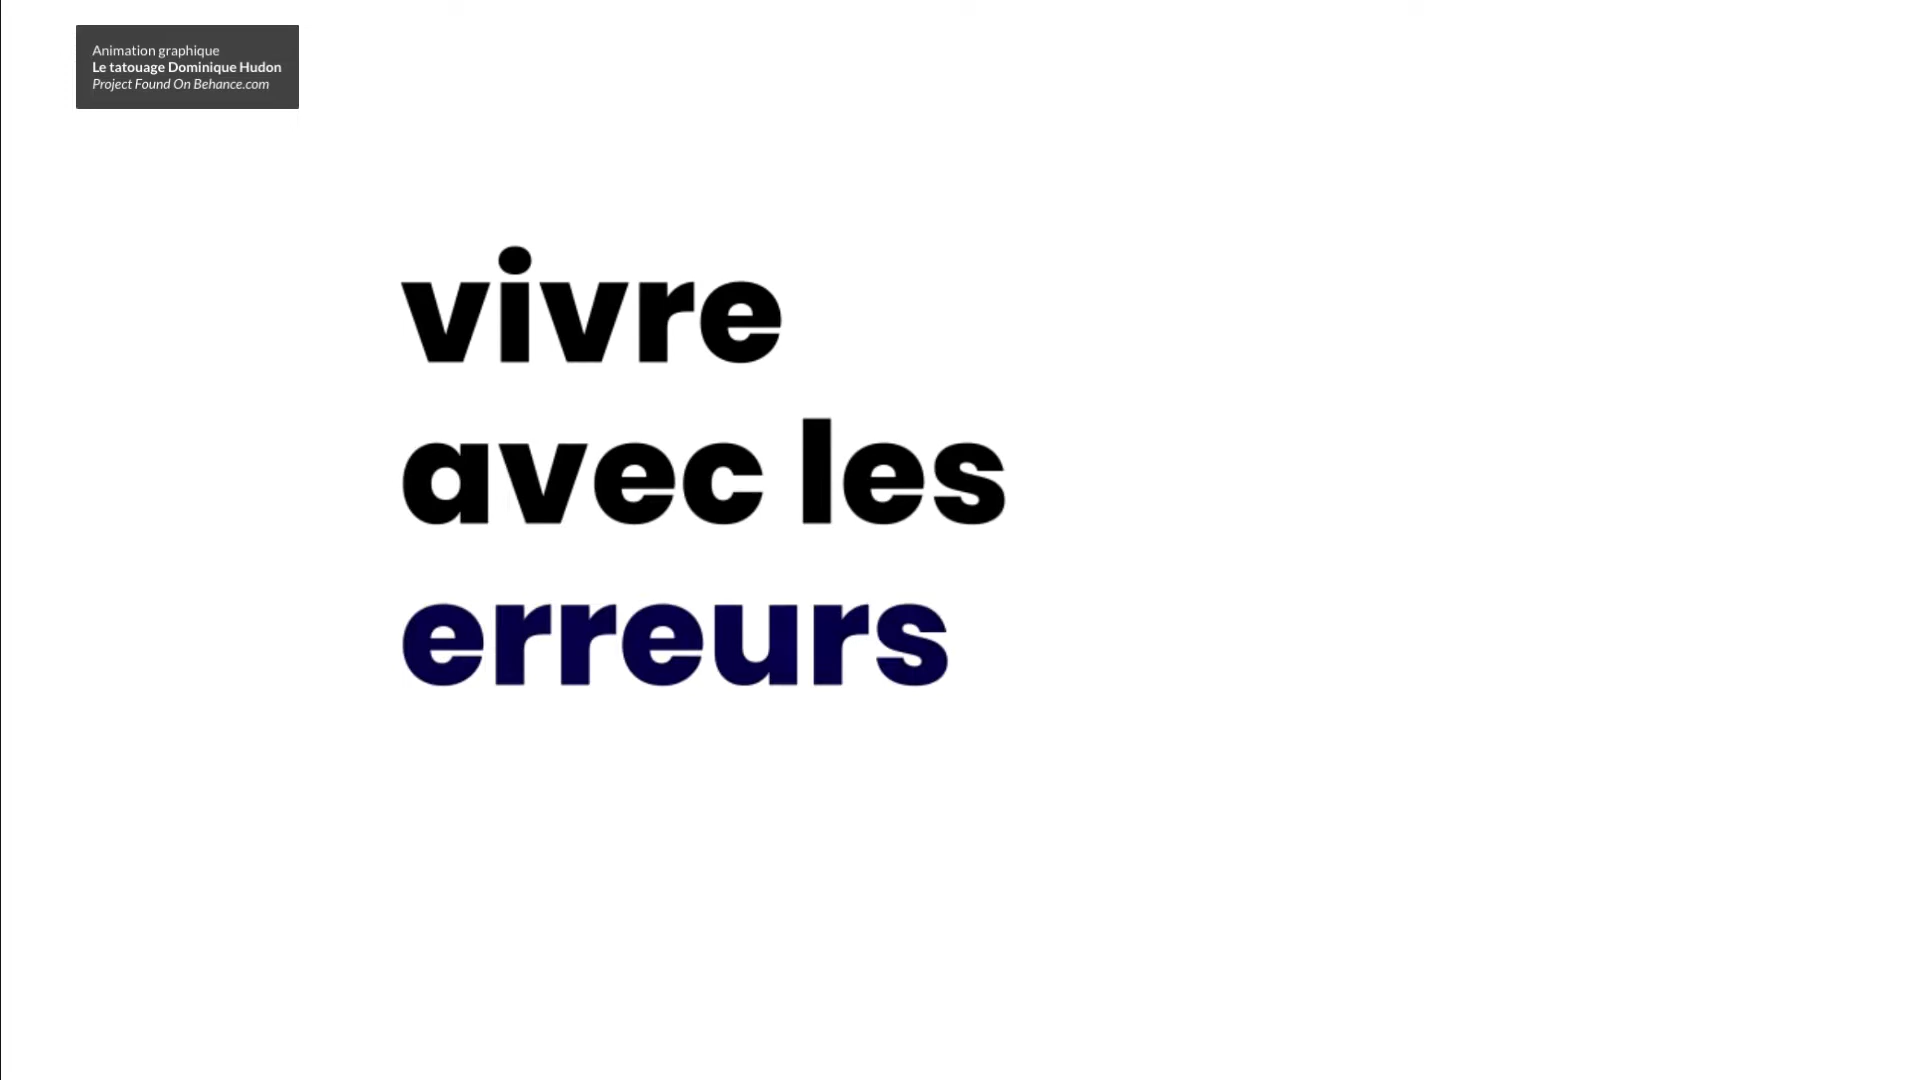 Animation graphique
Le tatouage Dominique Hudon
Project Found On Behance.com
vivre
avec les
erreurs